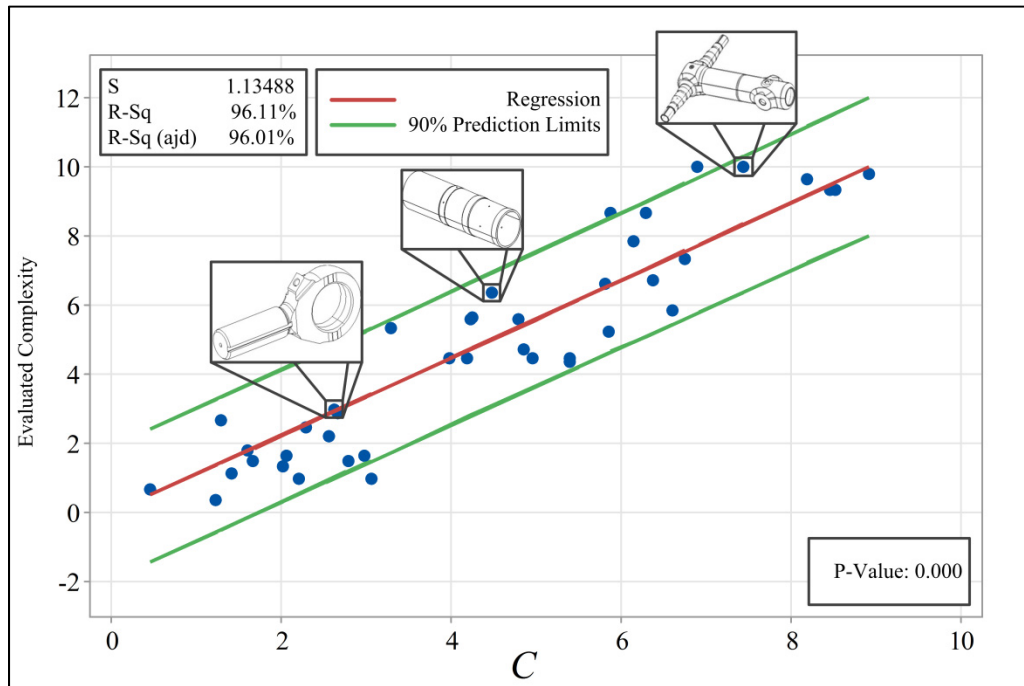 S 1.13488
R-Sq 96.11%
R-Sq (ajd) 96.01%
Regression
90% Prediction Limits
12
10
8
6
4
2
0
-2
Evaluated Complexity
P-Value: 0.000
0 2 4 6 8 10
C